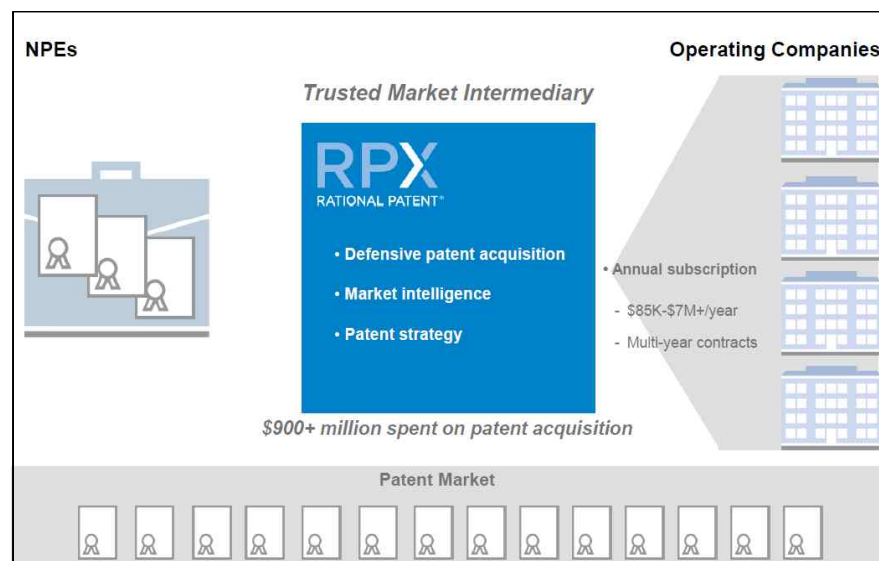 NPEs
Operating Companies
Trusted Market Intermediary
RPX
RATIONAL PATENT®
• Defensive patent acquisition
• Market intelligence
• Patent strategy
• Annual subscription
- $85K-$7M+/year
- Multi-year contracts
$900+ million spent on patent acquisition
Patent Market